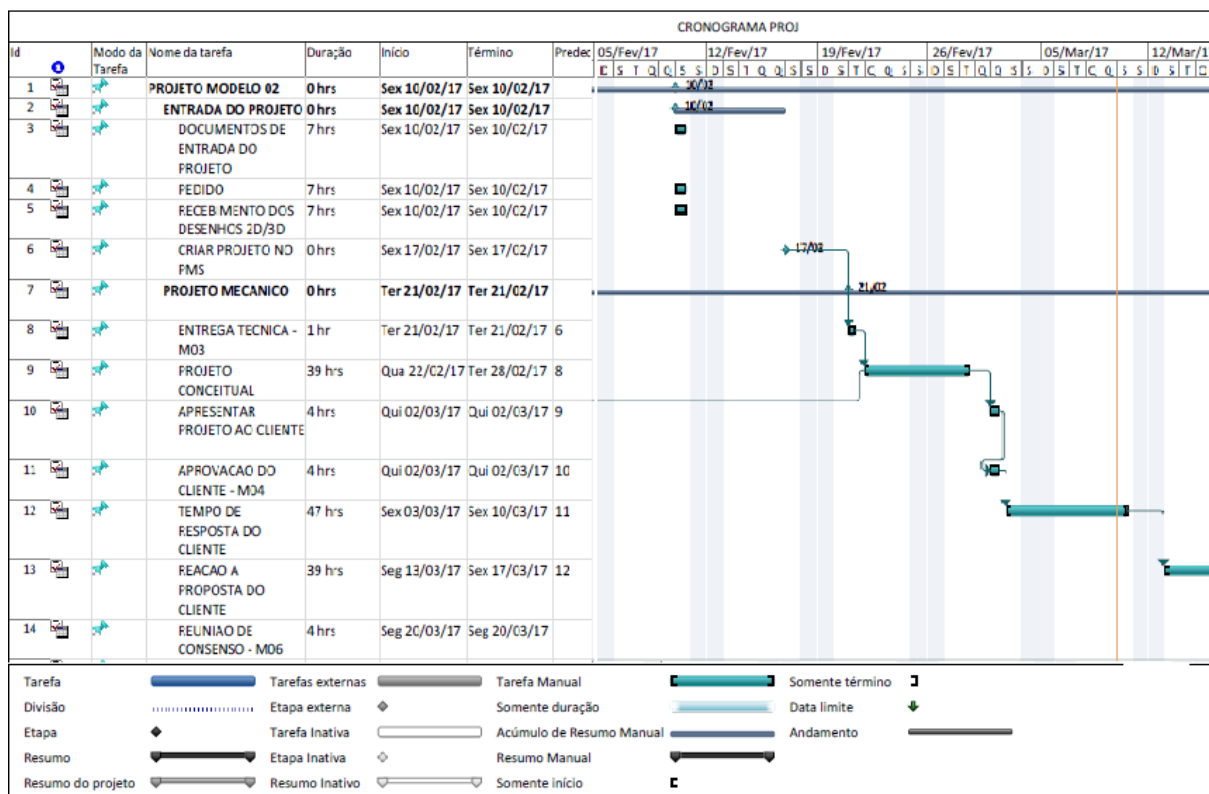 CRONOGRAMA PROJ
Id Modo da Nome da tarefa Duração Início Término Predec 05/Fev/17 12/Fev/17 19/Fev/17 26/Fev/17 05/Mar/17 12/Mar/1
Tarefa
1 PROJETO MODELO 02 0 hrs Sex 10/02/17 Sex 10/02/17 10/02
2 ENTRADA DO PROJETO 0 hrs Sex 10/02/17 Sex 10/02/17 10/02
3 DOCUMENTOS DE 7 hrs Sex 10/02/17 Sex 10/02/17
ENTRADA DO
PROJETO
4 PEDIDO 7 hrs Sex 10/02/17 Sex 10/02/17
5 RECEBIMENTO DOS 7 hrs Sex 10/02/17 Sex 10/02/17
DESENHOS 2D/3D
6 CRIAR PROJETO NO 0 hrs Sex 17/02/17 Sex 17/02/17 17/02
PMS
7 PROJETO MECANICO 0 hrs Ter 21/02/17 Ter 21/02/17 21/02
8 ENTREGA TECNICA - 1 hr Ter 21/02/17 Ter 21/02/17 6
M03
9 PROJETO 39 hrs Qua 22/02/17 Ter 28/02/17 8
CONCEITUAL
10 APRESENTAR 4 hrs Qui 02/03/17 Qui 02/03/17 9
PROJETO AO CLIENTE
11 APROVACAO DO 4 hrs Qui 02/03/17 Qui 02/03/17 10
CLIENTE - M04
12 TEMPO DE 47 hrs Sex 03/03/17 Sex 10/03/17 11
RESPOSTA DO
CLIENTE
13 REACAO A 39 hrs Seg 13/03/17 Sex 17/03/17 12
PROPOSTA DO
CLIENTE
14 REUNIAO DE 4 hrs Seg 20/03/17 Seg 20/03/17
CONSENSO - M06
Tarefa Tarefas externas Tarefa Manual Somente término
Divisão Etapa externa Somente duração Data limite
Etapa Tarefa Inativa Acúmulo de Resumo Manual Andamento
Resumo Etapa Inativa Resumo Manual
Resumo do projeto Resumo Inativo Somente início